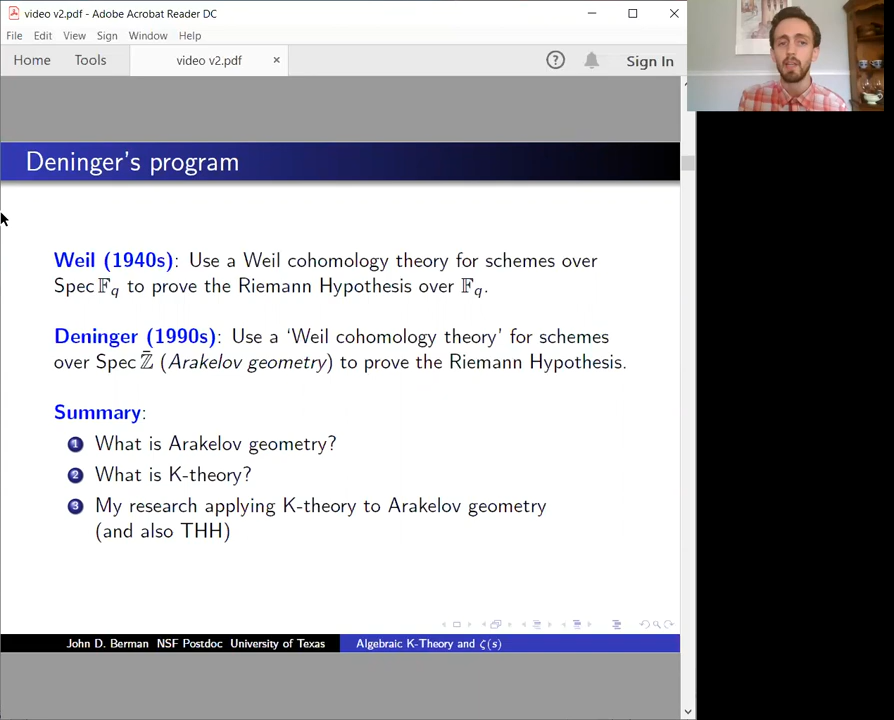 video v2.pdf - Adobe Acrobat Reader DC
File Edit View Sign Window Help
Home Tools video v2.pdf × ? Sign In
Deninger's program
Weil (1940s): Use a Weil cohomology theory for schemes over
Spec 𝔽q to prove the Riemann Hypothesis over 𝔽q.
Deninger (1990s): Use a ‘Weil cohomology theory’ for schemes
over Spec ℤ̄ (Arakelov geometry) to prove the Riemann Hypothesis.
Summary:
1 What is Arakelov geometry?
2 What is K-theory?
3 My research applying K-theory to Arakelov geometry
(and also THH)
John D. Berman NSF Postdoc University of Texas Algebraic K-Theory and ζ(s)